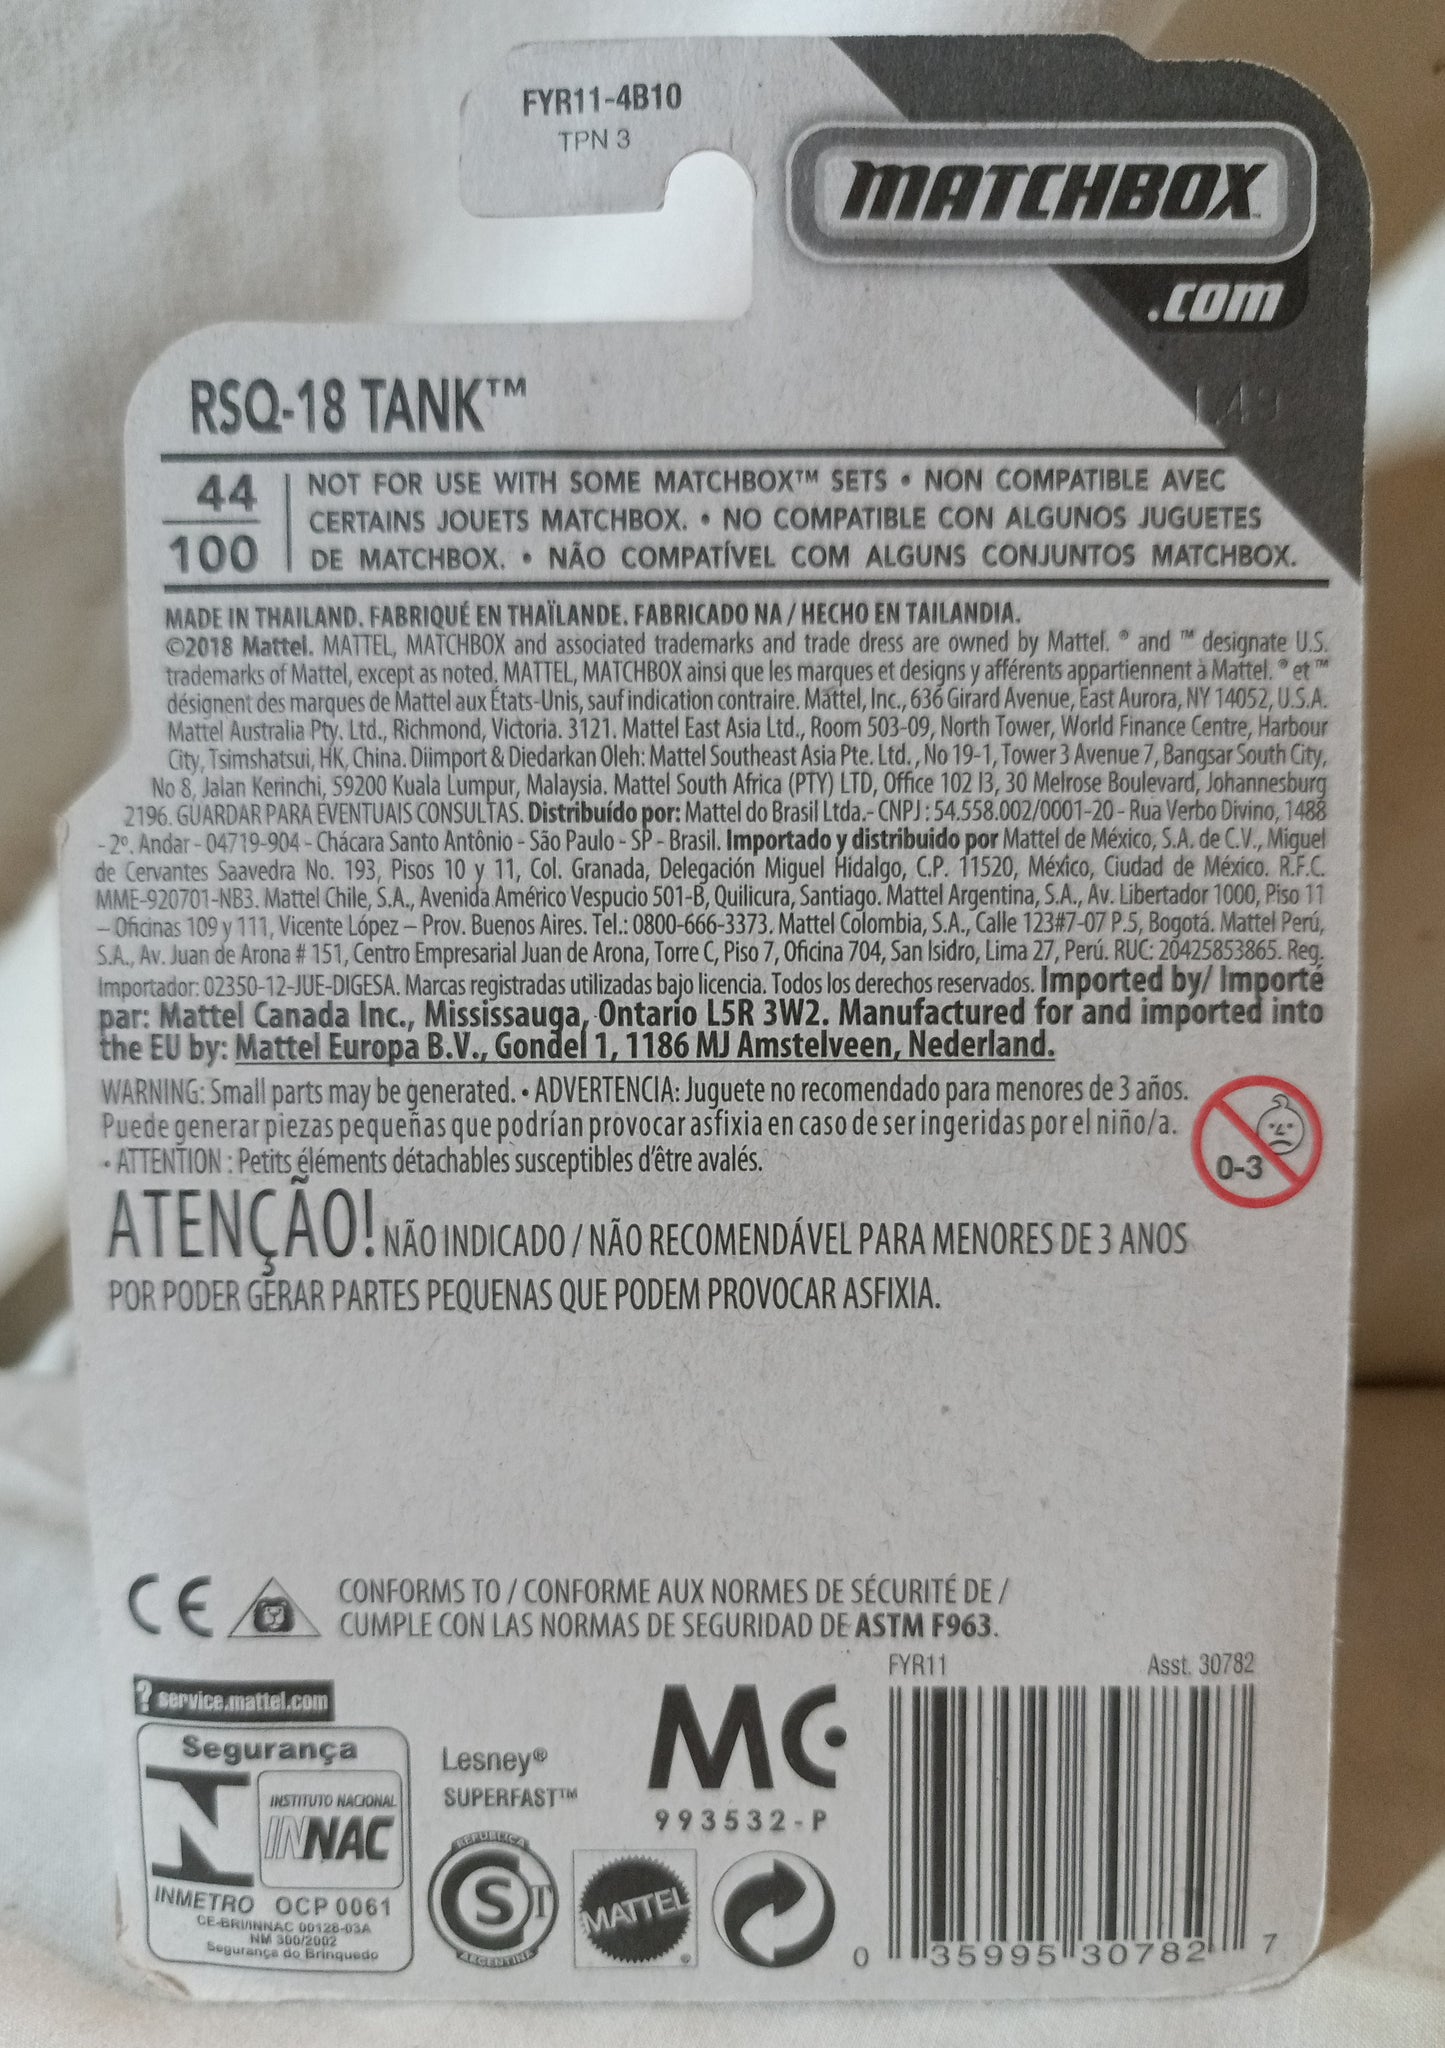 FYR11-4B10
TPN 3
MATCHBOX™
.com
RSQ-18 TANK™
44
100
NOT FOR USE WITH SOME MATCHBOX™ SETS • NON COMPATIBLE AVEC
CERTAINS JOUETS MATCHBOX. • NO COMPATIBLE CON ALGUNOS JUGUETES
DE MATCHBOX. • NÃO COMPATÍVEL COM ALGUNS CONJUNTOS MATCHBOX.
MADE IN THAILAND. FABRIQUÉ EN THAÏLANDE. FABRICADO NA / HECHO EN TAILANDIA.
©2018 Mattel. MATTEL, MATCHBOX and associated trademarks and trade dress are owned by Mattel. ® and ™ designate U.S.
trademarks of Mattel, except as noted. MATTEL, MATCHBOX ainsi que les marques et designs y afférents appartiennent à Mattel. ® et ™
désignent des marques de Mattel aux États-Unis, sauf indication contraire. Mattel, Inc., 636 Girard Avenue, East Aurora, NY 14052, U.S.A.
Mattel Australia Pty. Ltd., Richmond, Victoria. 3121. Mattel East Asia Ltd., Room 503-09, North Tower, World Finance Centre, Harbour
City, Tsimshatsui, HK, China. Diimport & Diedarkan Oleh: Mattel Southeast Asia Pte. Ltd., No 19-1, Tower 3 Avenue 7, Bangsar South City,
No 8, Jalan Kerinchi, 59200 Kuala Lumpur, Malaysia. Mattel South Africa (PTY) LTD, Office 102 I3, 30 Melrose Boulevard, Johannesburg
2196. GUARDAR PARA EVENTUAIS CONSULTAS. Distribuído por: Mattel do Brasil Ltda.- CNPJ : 54.558.002/0001-20 - Rua Verbo Divino, 1488
- 2º. Andar - 04719-904 - Chácara Santo Antônio - São Paulo - SP - Brasil. Importado y distribuido por Mattel de México, S.A. de C.V., Miguel
de Cervantes Saavedra No. 193, Pisos 10 y 11, Col. Granada, Delegación Miguel Hidalgo, C.P. 11520, México, Ciudad de México. R.F.C.
MME-920701-NB3. Mattel Chile, S.A., Avenida Américo Vespucio 501-B, Quilicura, Santiago. Mattel Argentina, S.A., Av. Libertador 1000, Piso 11
– Oficinas 109 y 111, Vicente López – Prov. Buenos Aires. Tel.: 0800-666-3373. Mattel Colombia, S.A., Calle 123#7-07 P.5, Bogotá. Mattel Perú,
S.A., Av. Juan de Arona # 151, Centro Empresarial Juan de Arona, Torre C, Piso 7, Oficina 704, San Isidro, Lima 27, Perú. RUC: 20425853865. Reg.
Importador: 02350-12-JUE-DIGESA. Marcas registradas utilizadas bajo licencia. Todos los derechos reservados. Imported by/ Importé
par: Mattel Canada Inc., Mississauga, Ontario L5R 3W2. Manufactured for and imported into
the EU by: Mattel Europa B.V., Gondel 1, 1186 MJ Amstelveen, Nederland.
WARNING: Small parts may be generated. • ADVERTENCIA: Juguete no recomendado para menores de 3 años.
Puede generar piezas pequeñas que podrían provocar asfixia en caso de ser ingeridas por el niño/a.
• ATTENTION : Petits éléments détachables susceptibles d'être avalés.
0-3
ATENÇÃO! NÃO INDICADO / NÃO RECOMENDÁVEL PARA MENORES DE 3 ANOS
POR PODER GERAR PARTES PEQUENAS QUE PODEM PROVOCAR ASFIXIA.
CE
CONFORMS TO / CONFORME AUX NORMES DE SÉCURITÉ DE /
CUMPLE CON LAS NORMAS DE SEGURIDAD DE ASTM F963.
FYR11 Asst. 30782
? service.mattel.com
Segurança
INSTITUTO NACIONAL
INNAC
INMETRO OCP 0061
CE-BRI/INNAC 00128-03A
NM 300/2002
Segurança do Brinquedo
Lesney®
SUPERFAST™
MC
993532-P
REPUBLICA
S T
ARGENTINA
MATTEL ®
0 35995 30782 7